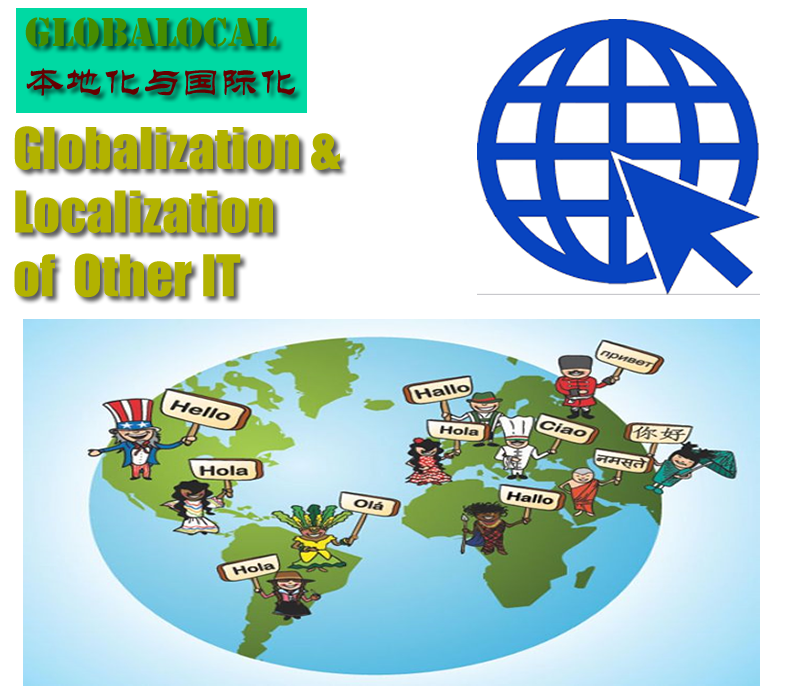 GLOBALOCAL
本地化与国际化
Globalization &
Localization
of Other IT
привет
Hallo
Hello
Hola
Ciao
你好
नमस्ते
Hola
Hallo
Olá
Hola